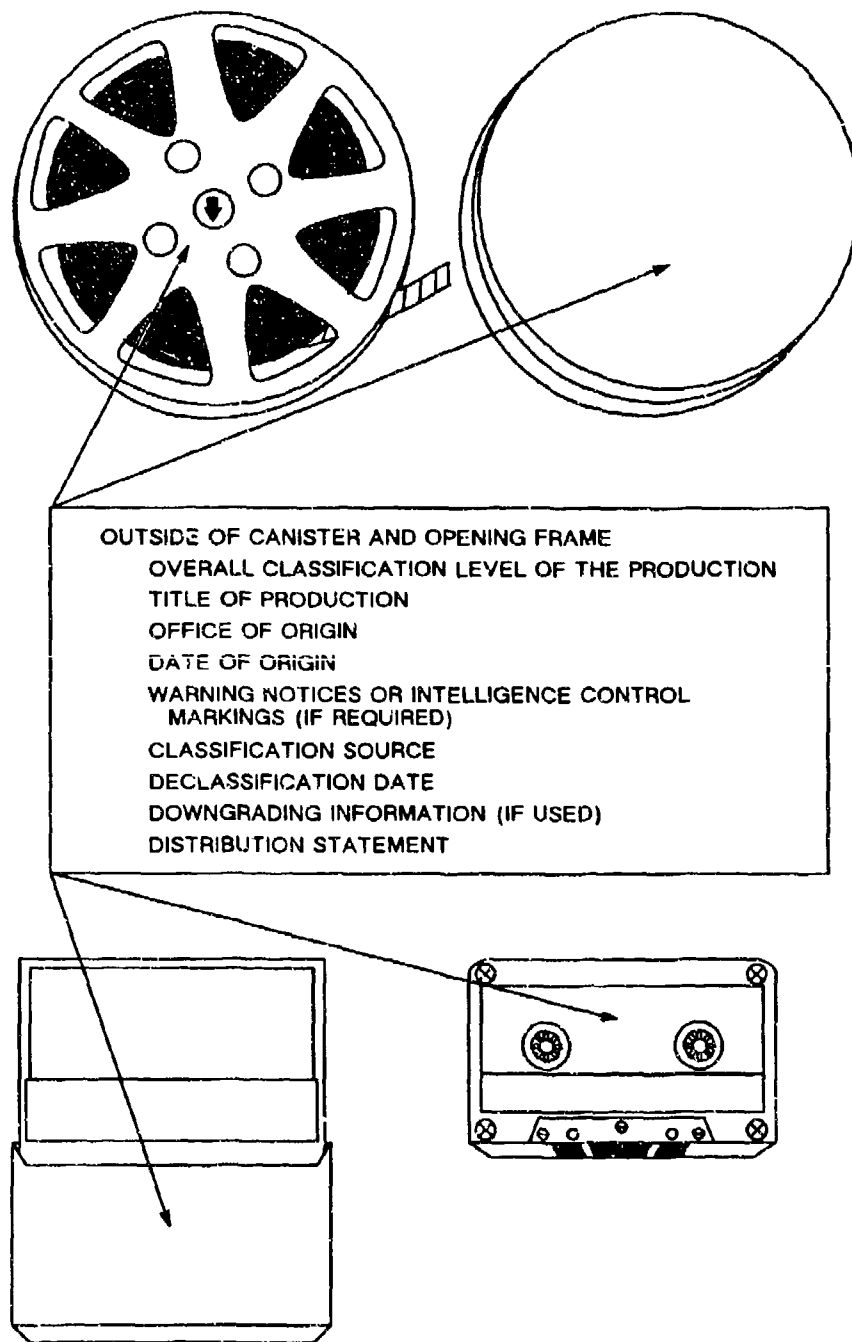 OUTSIDE OF CANISTER AND OPENING FRAME
OVERALL CLASSIFICATION LEVEL OF THE PRODUCTION
TITLE OF PRODUCTION
OFFICE OF ORIGIN
DATE OF ORIGIN
WARNING NOTICES OR INTELLIGENCE CONTROL
MARKINGS (IF REQUIRED)
CLASSIFICATION SOURCE
DECLASSIFICATION DATE
DOWNGRADING INFORMATION (IF USED)
DISTRIBUTION STATEMENT